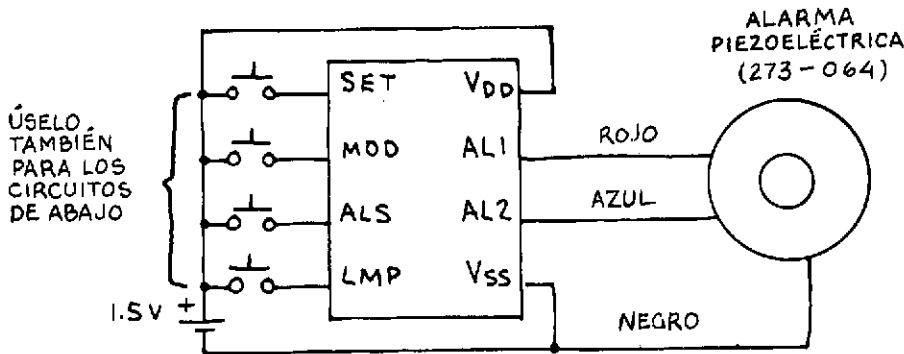 ALARMA
PIEZOELÉCTRICA
(273-064)
SET
VDD
ÚSELO
TAMBIÉN
PARA LOS
CIRCUITOS
DE ABAJO
MOD
AL1
ROJO
ALS
AL2
AZUL
LMP
VSS
1.5V +
NEGRO